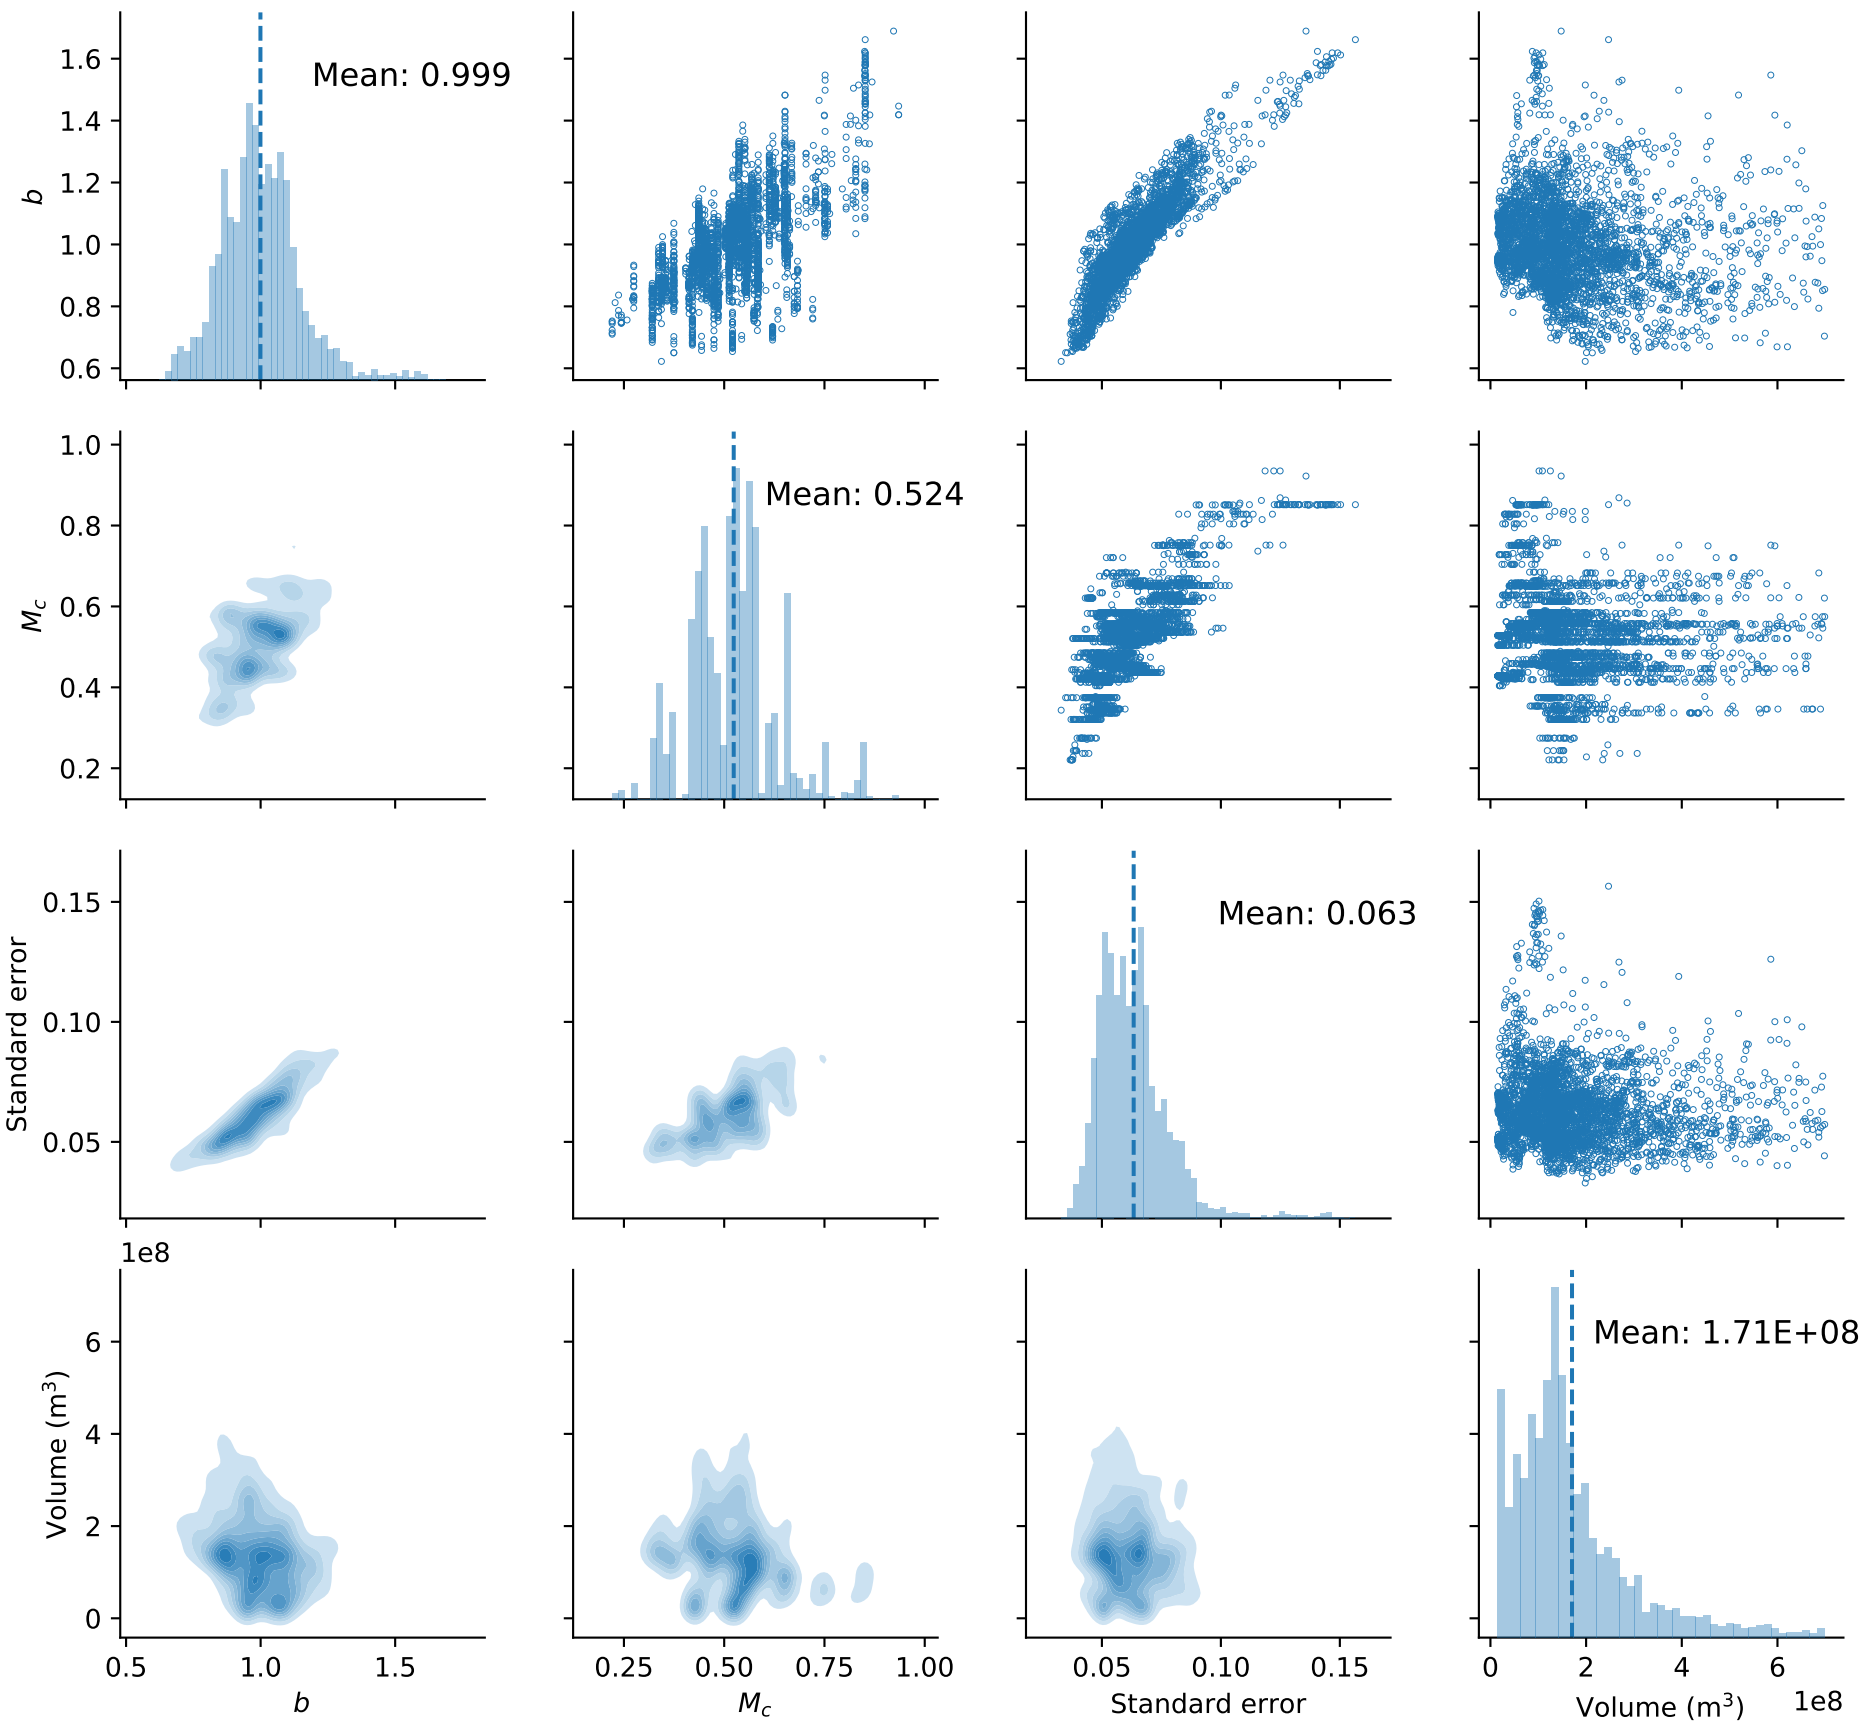 b
1.6
1.4
1.2
1.0
0.8
0.6
Mean: 0.999
M_c
1.0
0.8
0.6
0.4
0.2
Mean: 0.524
Standard error
0.15
0.10
0.05
Mean: 0.063
1e8
Volume (m³)
6
4
2
0
Mean: 1.71E+08
0.5 1.0 1.5
b
0.25 0.50 0.75 1.00
M_c
0.05 0.10 0.15
Standard error
0 2 4 6
Volume (m³) 1e8